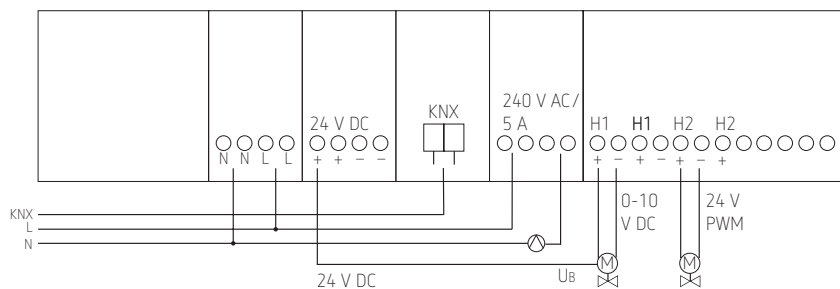 KNX
240 V AC/
5 A
24 V DC
H1 H1 H2 H2
N N L L
+ + − −
+ − + − + − +
KNX
L
N
0-10
V DC
24 V
PWM
M M
24 V DC
UB